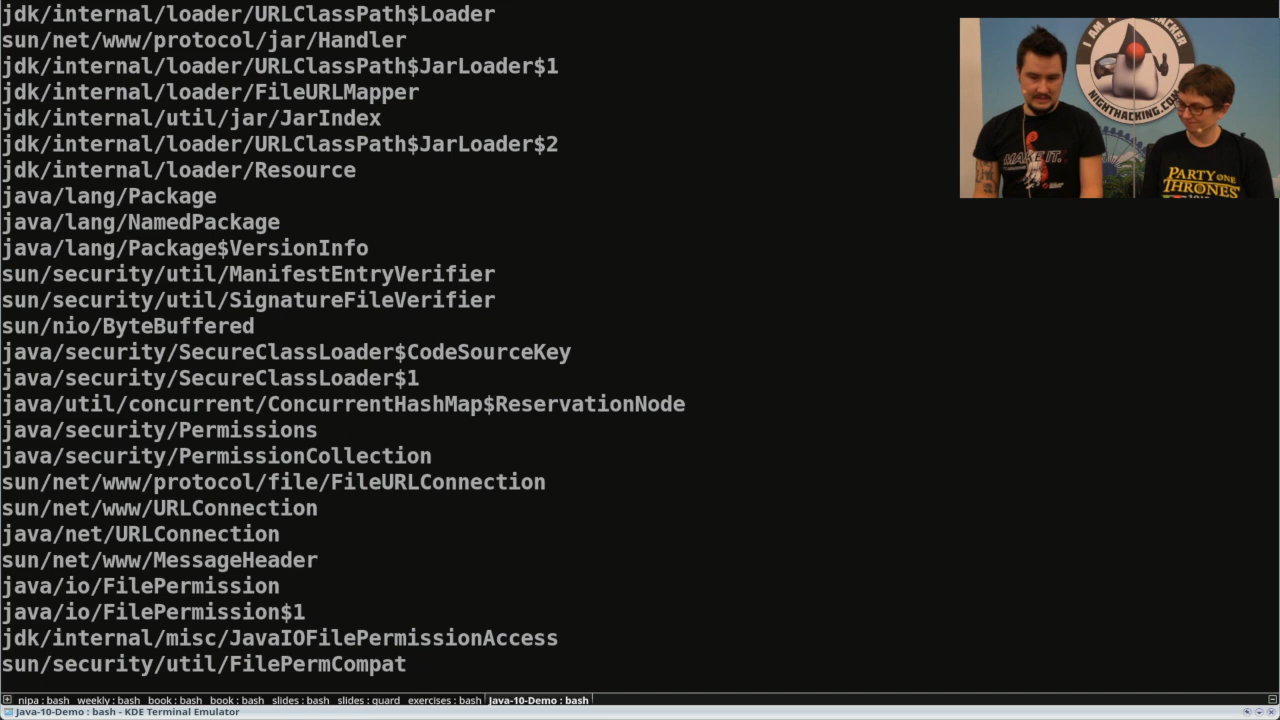 jdk/internal/loader/URLClassPath$Loader
sun/net/www/protocol/jar/Handler
jdk/internal/loader/URLClassPath$JarLoader$1
jdk/internal/loader/FileURLMapper
jdk/internal/util/jar/JarIndex
jdk/internal/loader/URLClassPath$JarLoader$2
jdk/internal/loader/Resource
java/lang/Package
java/lang/NamedPackage
java/lang/Package$VersionInfo
sun/security/util/ManifestEntryVerifier
sun/security/util/SignatureFileVerifier
sun/nio/ByteBuffered
java/security/SecureClassLoader$CodeSourceKey
java/security/SecureClassLoader$1
java/util/concurrent/ConcurrentHashMap$ReservationNode
java/security/Permissions
java/security/PermissionCollection
sun/net/www/protocol/file/FileURLConnection
sun/net/www/URLConnection
java/net/URLConnection
sun/net/www/MessageHeader
java/io/FilePermission
java/io/FilePermission$1
jdk/internal/misc/JavaIOFilePermissionAccess
sun/security/util/FilePermCompat
I AM A HACKER
NIGHTHACKING.COM
MAKE IT.
PARTY ONE
THRONES
nipa : bash weekly : bash book : bash book : bash slides : bash slides : guard exercises : bash Java-10-Demo : bash
Java-10-Demo : bash - KDE Terminal Emulator